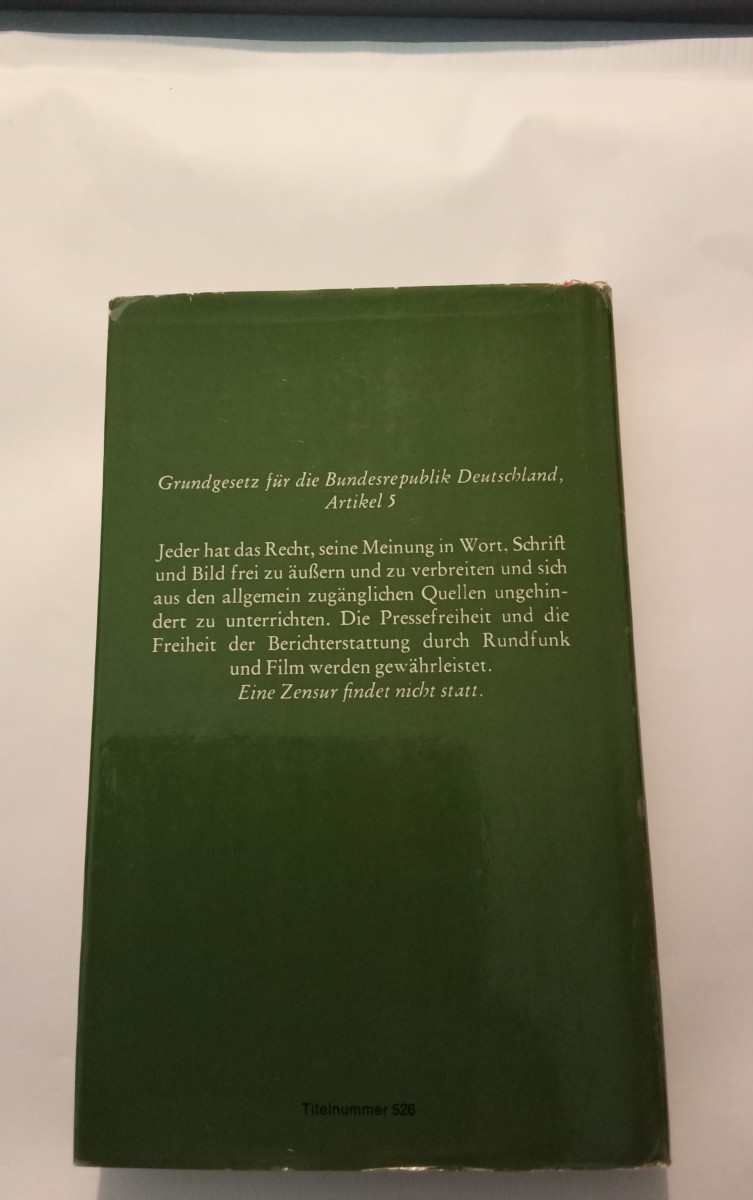 Grundgesetz für die Bundesrepublik Deutschland,
Artikel 5
Jeder hat das Recht, seine Meinung in Wort, Schrift
und Bild frei zu äußern und zu verbreiten und sich
aus den allgemein zugänglichen Quellen ungehin-
dert zu unterrichten. Die Pressefreiheit und die
Freiheit der Berichterstattung durch Rundfunk
und Film werden gewährleistet.
Eine Zensur findet nicht statt.
Titelnummer 526